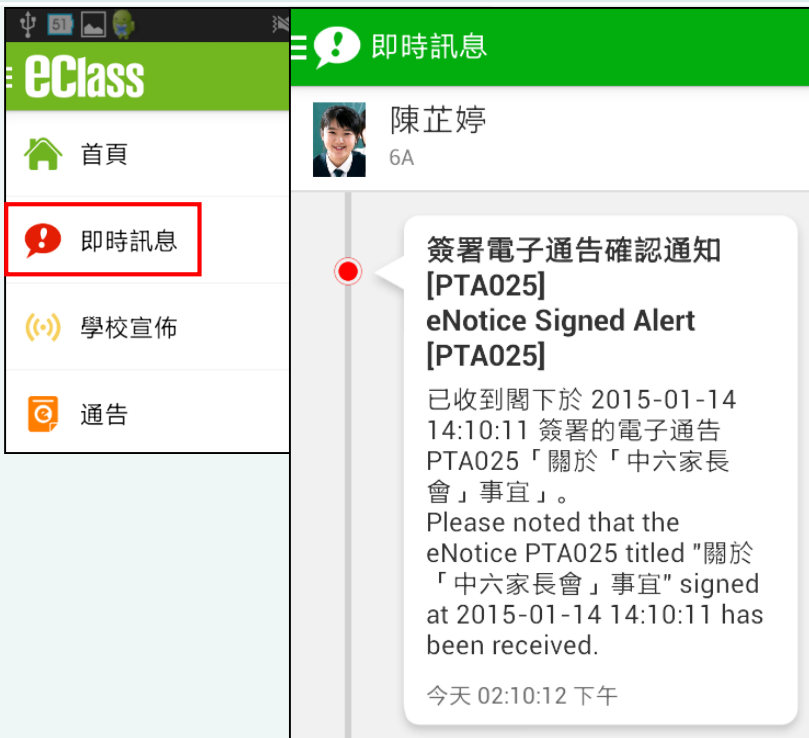 51
eClass
首頁
即時訊息
學校宣佈
通告
即時訊息
陳芷婷
6A
簽署電子通告確認通知
[PTA025]
eNotice Signed Alert
[PTA025]
已收到閣下於 2015-01-14
14:10:11 簽署的電子通告
PTA025「關於「中六家長
會」事宜」。
Please noted that the
eNotice PTA025 titled "關於
「中六家長會」事宜" signed
at 2015-01-14 14:10:11 has
been received.
今天 02:10:12 下午